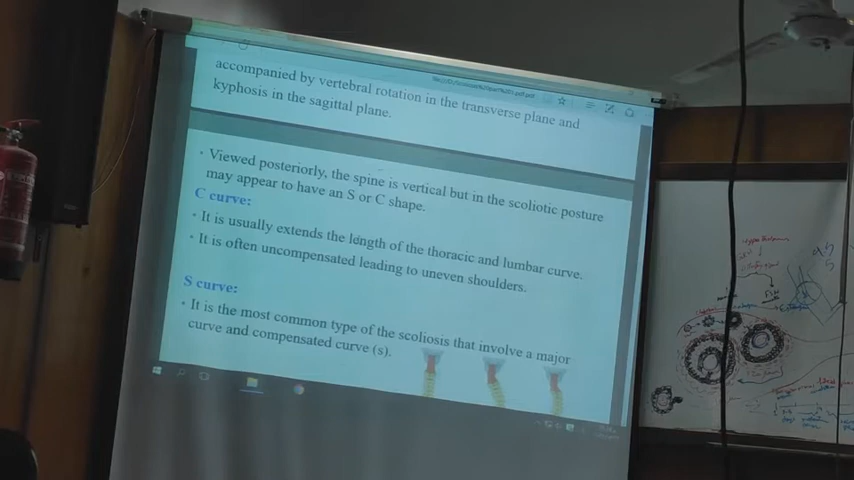 accompanied by vertebral rotation in the transverse plane and
kyphosis in the sagittal plane.
• Viewed posteriorly, the spine is vertical but in the scoliotic posture
may appear to have an S or C shape.
C curve:
• It is usually extends the length of the thoracic and lumbar curve.
• It is often uncompensated leading to uneven shoulders.
S curve:
• It is the most common type of the scoliosis that involve a major
curve and compensated curve (s).